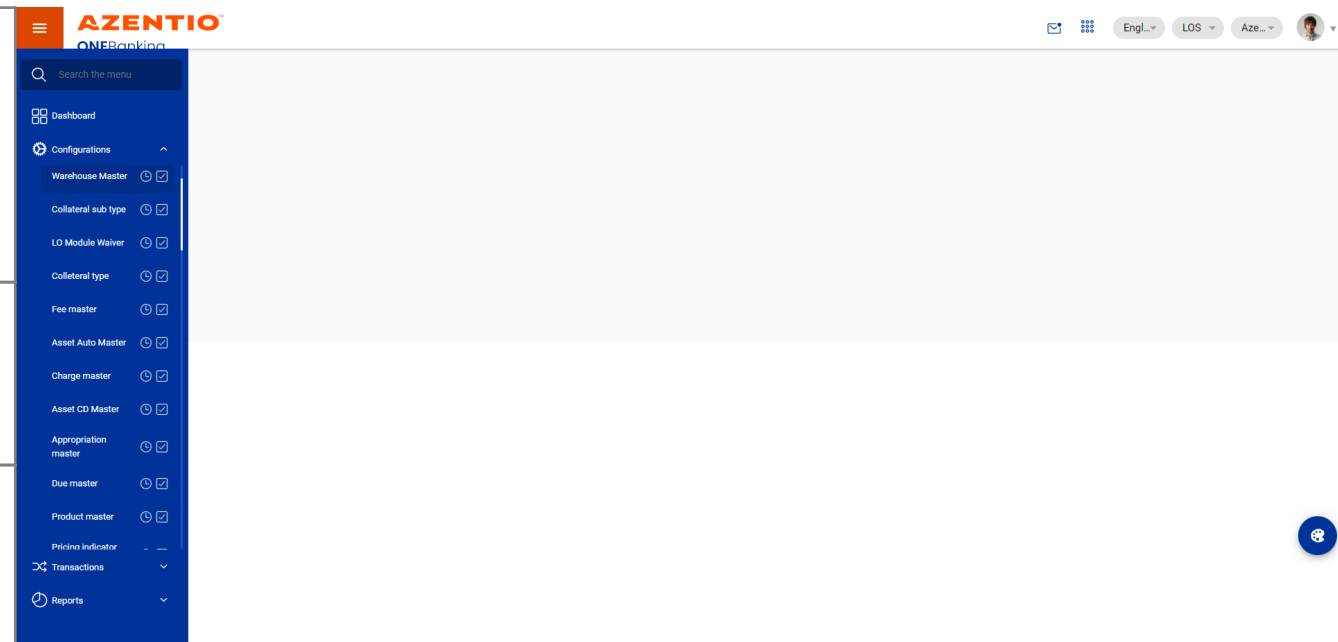 AZENTIO™
ONEBanking
Engl...
LOS
Aze...
Search the menu
Dashboard
Configurations
Warehouse Master
Collateral sub type
LO Module Waiver
Colleteral type
Fee master
Asset Auto Master
Charge master
Asset CD Master
Appropriation
master
Due master
Product master
Pricing indicator
Transactions
Reports